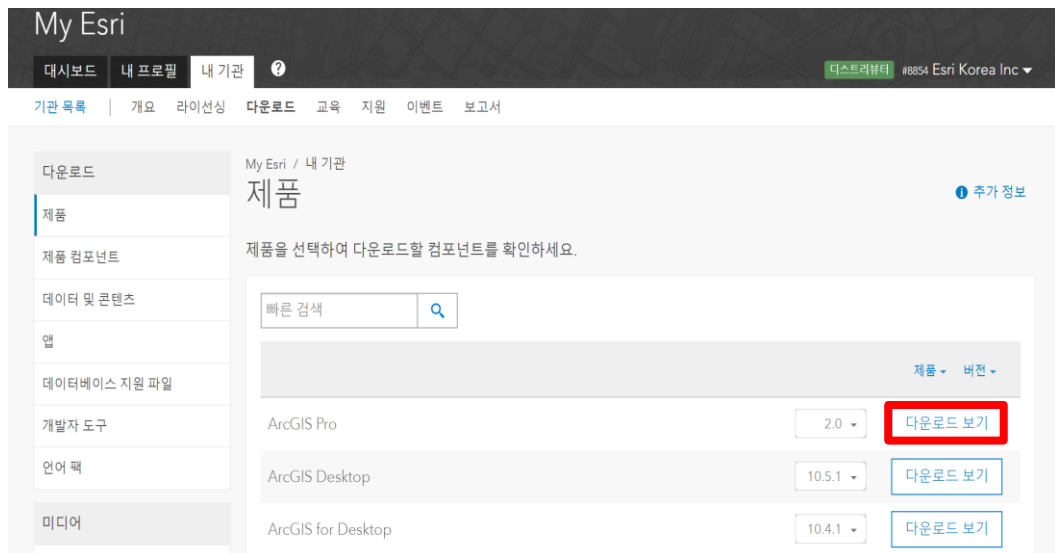 My Esri
대시보드 내 프로필 내 기관 ?
디스트리뷰터 #8854 Esri Korea Inc
기관 목록 | 개요 라이선싱 다운로드 교육 지원 이벤트 보고서
다운로드
제품
제품 컴포넌트
데이터 및 콘텐츠
앱
데이터베이스 지원 파일
개발자 도구
언어 팩
미디어
My Esri / 내 기관
제품
추가 정보
제품을 선택하여 다운로드할 컴포넌트를 확인하세요.
빠른 검색
제품 버전
ArcGIS Pro 2.0 다운로드 보기
ArcGIS Desktop 10.5.1 다운로드 보기
ArcGIS for Desktop 10.4.1 다운로드 보기